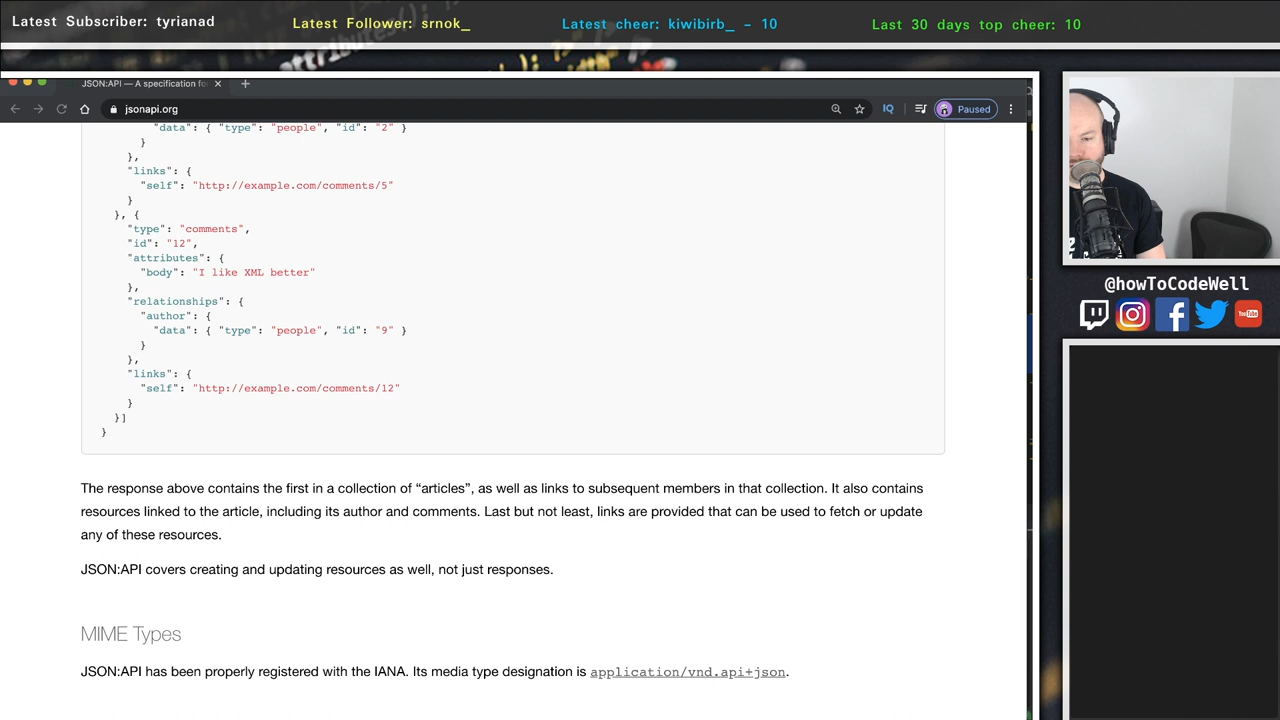 Latest Subscriber: tyrianad
Latest Follower: srnok_
Latest cheer: kiwibirb_ - 10
Last 30 days top cheer: 10
JSON:API — A specification fo
jsonapi.org
IQ
Paused
"data": { "type": "people", "id": "2" }
}
},
"links": {
"self": "http://example.com/comments/5"
}
}, {
"type": "comments",
"id": "12",
"attributes": {
"body": "I like XML better"
},
"relationships": {
"author": {
"data": { "type": "people", "id": "9" }
}
},
"links": {
"self": "http://example.com/comments/12"
}
}]
}
@howToCodeWell
The response above contains the first in a collection of “articles”, as well as links to subsequent members in that collection. It also contains
resources linked to the article, including its author and comments. Last but not least, links are provided that can be used to fetch or update
any of these resources.
JSON:API covers creating and updating resources as well, not just responses.
MIME Types
JSON:API has been properly registered with the IANA. Its media type designation is application/vnd.api+json.